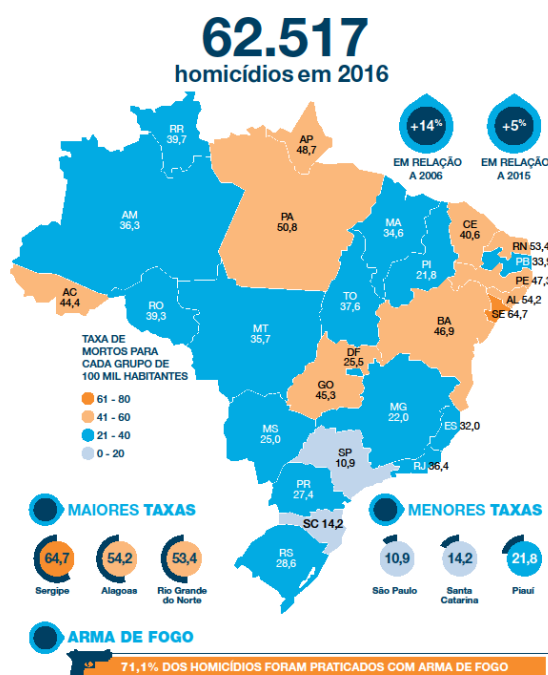 62.517
homicídios em 2016
+14%
EM RELAÇÃO
A 2006
+5%
EM RELAÇÃO
A 2015
RR
39,7
AP
48,7
AM
36,3
PA
50,8
MA
34,6
CE
40,6
RN 53,4
PI
21,8
PB 33,9
PE 47,3
AC
44,4
RO
39,3
TO
37,6
AL 54,2
SE 64,7
MT
35,7
BA
46,9
DF
25,5
GO
45,3
MG
22,0
ES 32,0
MS
25,0
SP
10,9
RJ 36,4
PR
27,4
SC 14,2
RS
28,6
TAXA DE
MORTOS PARA
CADA GRUPO DE
100 MIL HABITANTES
61 - 80
41 - 60
21 - 40
0 - 20
MAIORES TAXAS
64,7
Sergipe
54,2
Alagoas
53,4
Rio Grande
do Norte
MENORES TAXAS
10,9
São Paulo
14,2
Santa
Catarina
21,8
Piauí
ARMA DE FOGO
71,1% DOS HOMICÍDIOS FORAM PRATICADOS COM ARMA DE FOGO